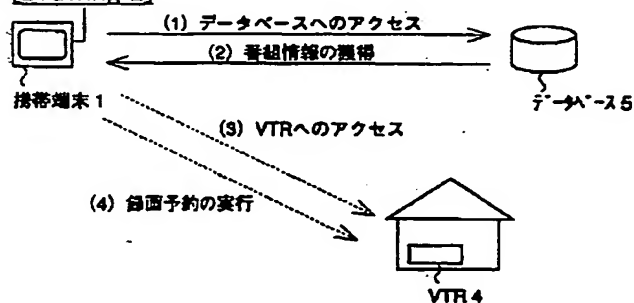 (1) データベースへのアクセス
(2) 番組情報の獲得
携帯端末1
データベース5
(3) VTRへのアクセス
(4) 録画予約の実行
VTR4